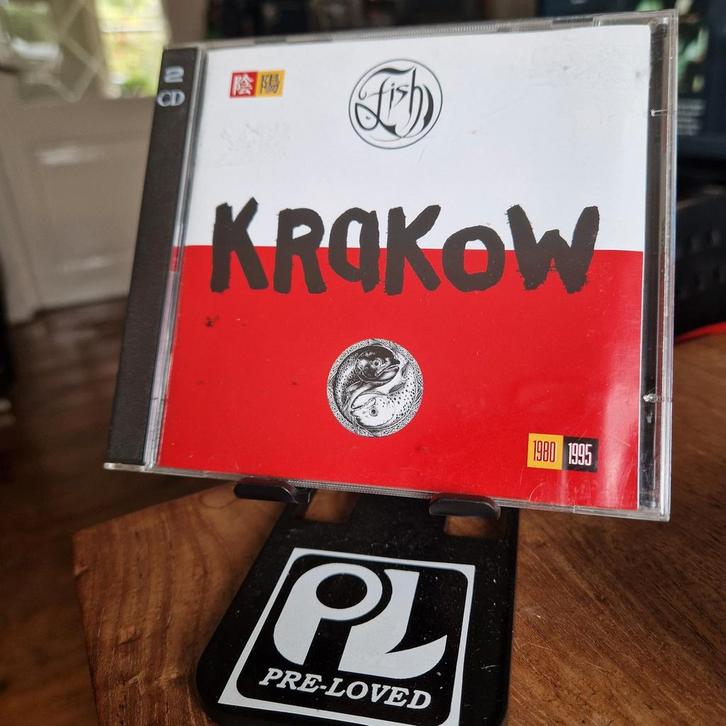 2
CD
陰 陽
Fish
KRAKOW
1980 1995
PL
PRE-LOVED